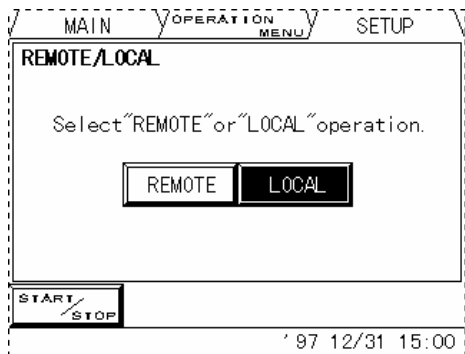 MAIN OPERATION MENU SETUP
REMOTE/LOCAL
Select"REMOTE"or"LOCAL"operation.
REMOTE LOCAL
START/STOP
'97 12/31 15:00